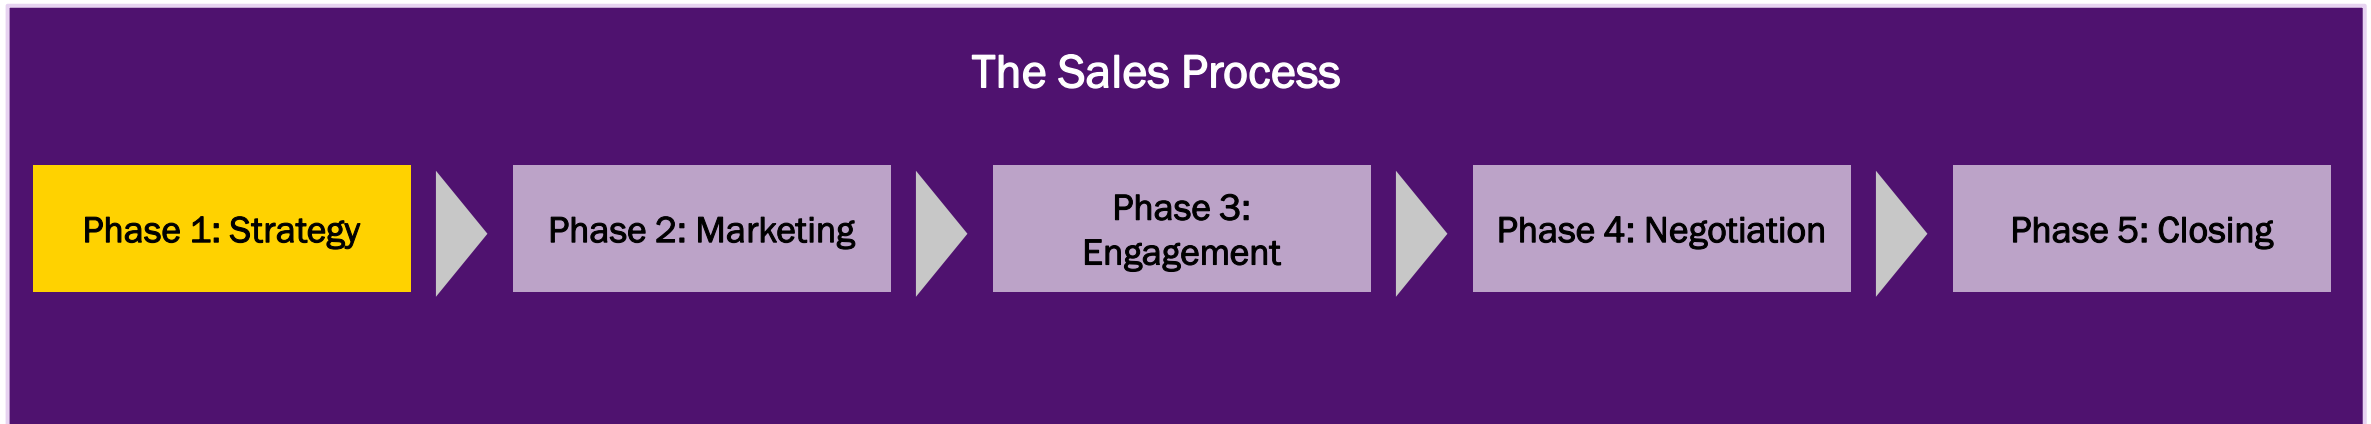 The Sales Process
Phase 1: Strategy
Phase 2: Marketing
Phase 3:
Engagement
Phase 4: Negotiation
Phase 5: Closing